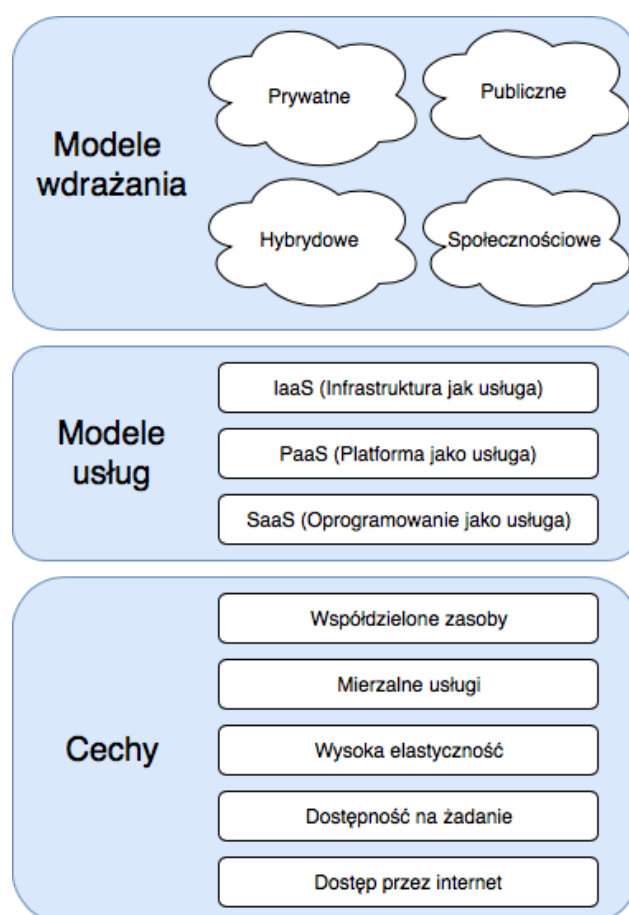 Modele
wdrażania
Prywatne
Publiczne
Hybrydowe
Społecznościowe
Modele
usług
IaaS (Infrastruktura jak usługa)
PaaS (Platforma jako usługa)
SaaS (Oprogramowanie jako usługa)
Cechy
Współdzielone zasoby
Mierzalne usługi
Wysoka elastyczność
Dostępność na żadanie
Dostęp przez internet